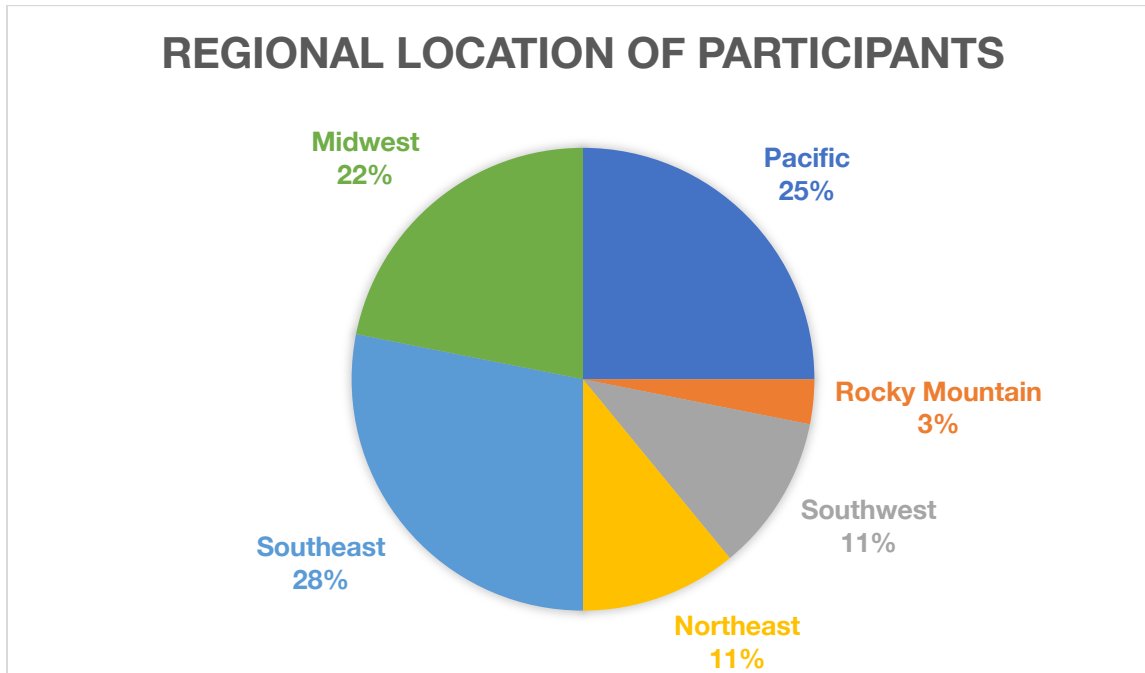 REGIONAL LOCATION OF PARTICIPANTS
Midwest
22%
Pacific
25%
Rocky Mountain
3%
Southwest
11%
Southeast
28%
Northeast
11%